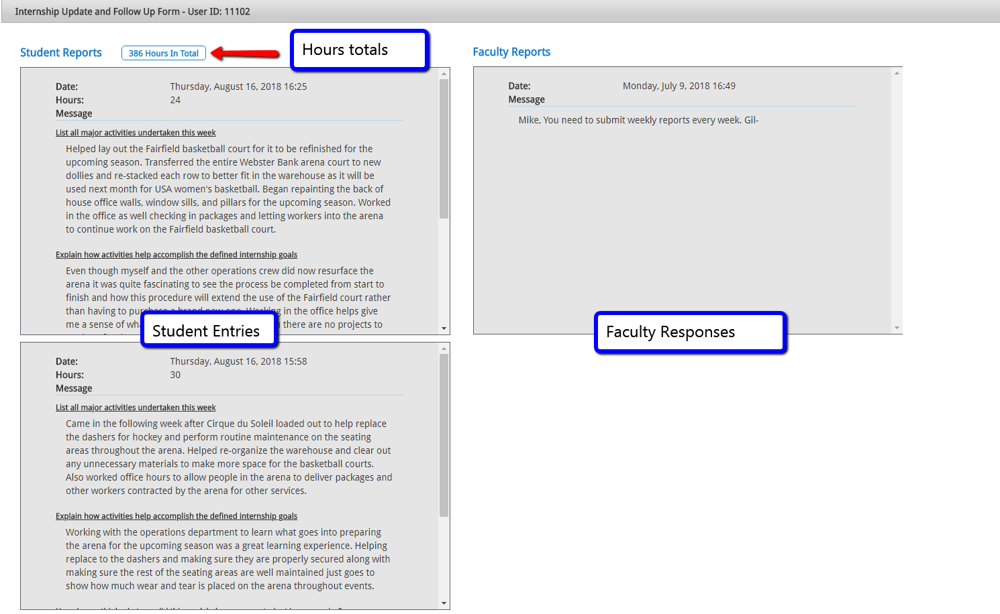 Internship Update and Follow Up Form - User ID: 11102
Student Reports
386 Hours In Total
Hours totals
Date: Thursday, August 16, 2018 16:25
Hours: 24
Message
List all major activities undertaken this week
Helped lay out the Fairfield basketball court for it to be refinished for the
upcoming season. Transferred the entire Webster Bank arena court to new
dollies and re-stacked each row to better fit in the warehouse as it will be
used next month for USA women's basketball. Began repainting the back of
house office walls, window sills, and pillars for the upcoming season. Worked
in the office as well checking in packages and letting workers into the arena
to continue work on the Fairfield basketball court.
Explain how activities help accomplish the defined internship goals
Even though myself and the other operations crew did now resurface the
arena it was quite fascinating to see the process be completed from start to
finish and how this procedure will extend the use of the Fairfield court rather
than having to purchase a brand new one. Working in the office helps give
me a sense of there are no projects to
Student Entries
Date: Thursday, August 16, 2018 15:58
Hours: 30
Message
List all major activities undertaken this week
Came in the following week after Cirque du Soleil loaded out to help replace
the dashers for hockey and perform routine maintenance on the seating
areas throughout the arena. Helped re-organize the warehouse and clear out
any unnecessary materials to make more space for the basketball courts.
Also worked office hours to allow people in the arena to deliver packages and
other workers contracted by the arena for other services.
Explain how activities help accomplish the defined internship goals
Working with the operations department to learn what goes into preparing
the arena for the upcoming season was a great learning experience. Helping
replace to the dashers and making sure they are properly secured along with
making sure the rest of the seating areas are well maintained just goes to
show how much wear and tear is placed on the arena throughout events.
Faculty Reports
Date: Monday, July 9, 2018 16:49
Message
Mike, You need to submit weekly reports every week. Gil-
Faculty Responses